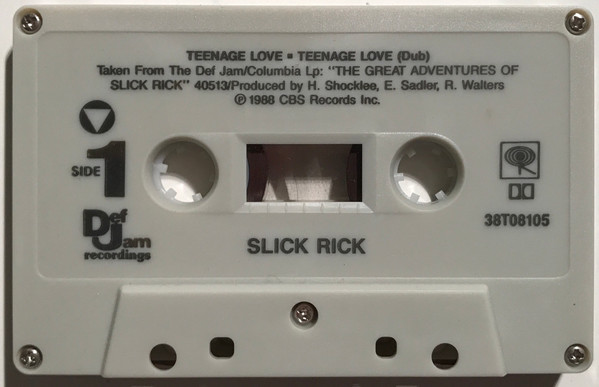 TEENAGE LOVE ▪ TEENAGE LOVE (Dub)
Taken From The Def Jam/Columbia Lp: "THE GREAT ADVENTURES OF
SLICK RICK" 40513/Produced by H. Shocklee, E. Sadler, R. Walters
℗ 1988 CBS Records Inc.
SIDE 1
Def Jam
recordings
SLICK RICK
38T08105